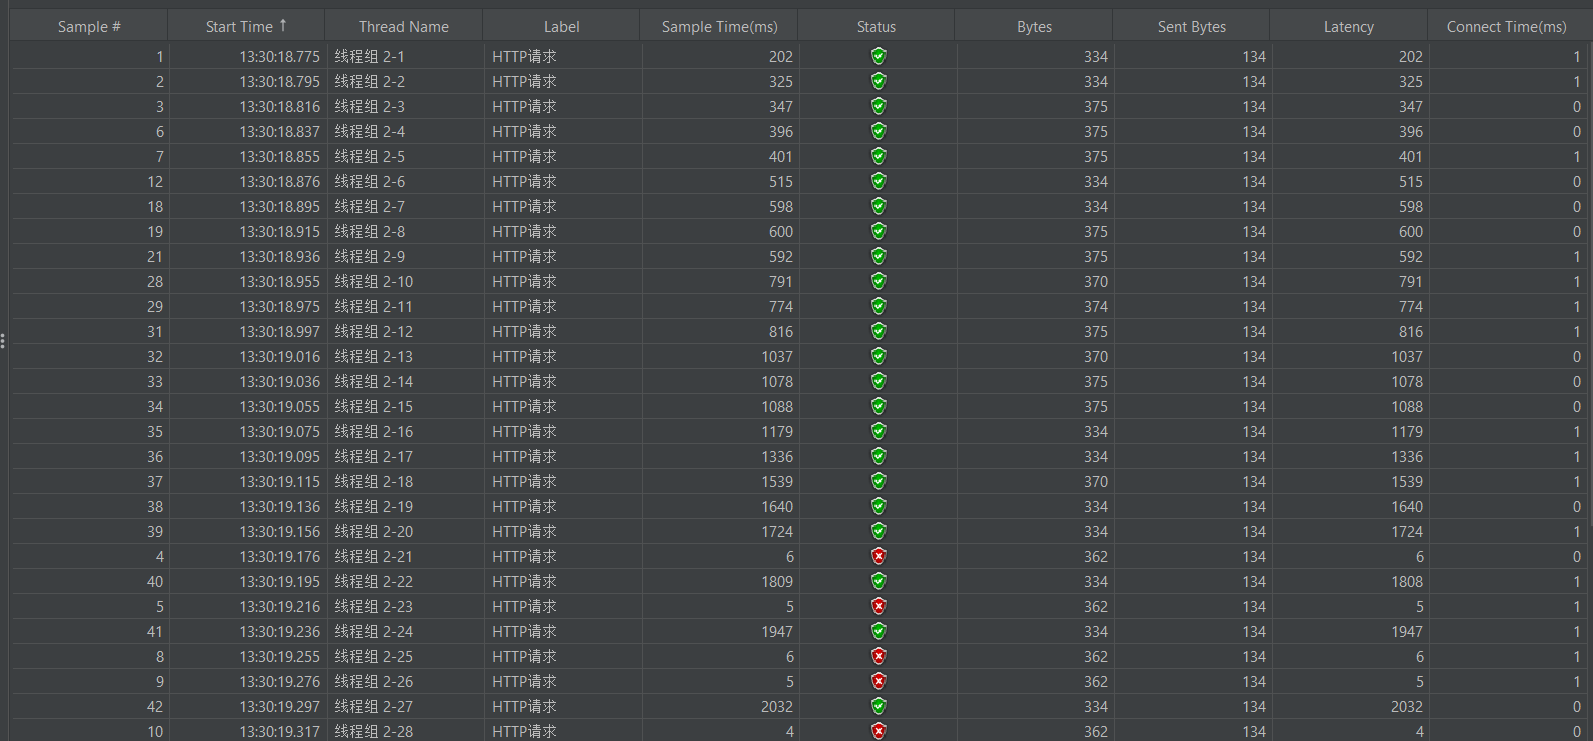 Sample # Start Time ↑ Thread Name Label Sample Time(ms) Status Bytes Sent Bytes Latency Connect Time(ms)
1 13:30:18.775 线程组 2-1 HTTP请求 202 334 134 202 1
2 13:30:18.795 线程组 2-2 HTTP请求 325 334 134 325 1
3 13:30:18.816 线程组 2-3 HTTP请求 347 375 134 347 0
6 13:30:18.837 线程组 2-4 HTTP请求 396 375 134 396 0
7 13:30:18.855 线程组 2-5 HTTP请求 401 375 134 401 1
12 13:30:18.876 线程组 2-6 HTTP请求 515 334 134 515 0
18 13:30:18.895 线程组 2-7 HTTP请求 598 334 134 598 0
19 13:30:18.915 线程组 2-8 HTTP请求 600 375 134 600 0
21 13:30:18.936 线程组 2-9 HTTP请求 592 375 134 592 1
28 13:30:18.955 线程组 2-10 HTTP请求 791 370 134 791 1
29 13:30:18.975 线程组 2-11 HTTP请求 774 374 134 774 1
31 13:30:18.997 线程组 2-12 HTTP请求 816 375 134 816 1
32 13:30:19.016 线程组 2-13 HTTP请求 1037 370 134 1037 0
33 13:30:19.036 线程组 2-14 HTTP请求 1078 375 134 1078 0
34 13:30:19.055 线程组 2-15 HTTP请求 1088 375 134 1088 0
35 13:30:19.075 线程组 2-16 HTTP请求 1179 334 134 1179 1
36 13:30:19.095 线程组 2-17 HTTP请求 1336 334 134 1336 1
37 13:30:19.115 线程组 2-18 HTTP请求 1539 370 134 1539 1
38 13:30:19.136 线程组 2-19 HTTP请求 1640 334 134 1640 0
39 13:30:19.156 线程组 2-20 HTTP请求 1724 334 134 1724 1
4 13:30:19.176 线程组 2-21 HTTP请求 6 362 134 6 0
40 13:30:19.195 线程组 2-22 HTTP请求 1809 334 134 1808 1
5 13:30:19.216 线程组 2-23 HTTP请求 5 362 134 5 1
41 13:30:19.236 线程组 2-24 HTTP请求 1947 334 134 1947 1
8 13:30:19.255 线程组 2-25 HTTP请求 6 362 134 6 1
9 13:30:19.276 线程组 2-26 HTTP请求 5 362 134 5 1
42 13:30:19.297 线程组 2-27 HTTP请求 2032 334 134 2032 0
10 13:30:19.317 线程组 2-28 HTTP请求 4 362 134 4 0